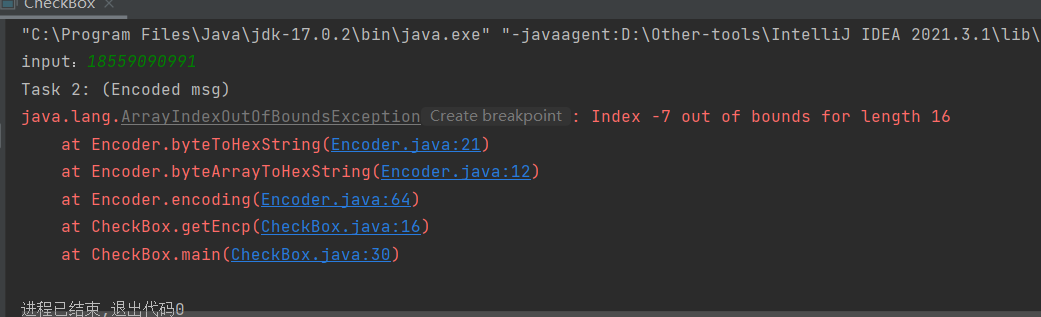 CheckBox ×
"C:\Program Files\Java\jdk-17.0.2\bin\java.exe" "-javaagent:D:\Other-tools\IntelliJ IDEA 2021.3.1\lib\
input：18559090991
Task 2: (Encoded msg)
java.lang.ArrayIndexOutOfBoundsException Create breakpoint : Index -7 out of bounds for length 16
at Encoder.byteToHexString(Encoder.java:21)
at Encoder.byteArrayToHexString(Encoder.java:12)
at Encoder.encoding(Encoder.java:64)
at CheckBox.getEncp(CheckBox.java:16)
at CheckBox.main(CheckBox.java:30)
进程已结束,退出代码0